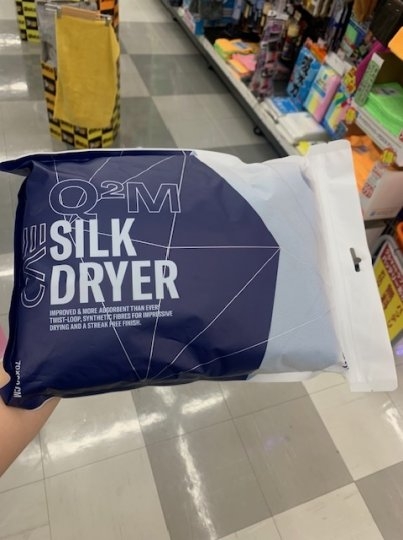 Q²M
SILK
DRYER
IMPROVED & MORE ABSORBENT THAN EVER
TWIST-LOOP, SYNTHETIC FIBRES FOR IMPRESSIVE
DRYING AND A STREAK FREE FINISH.